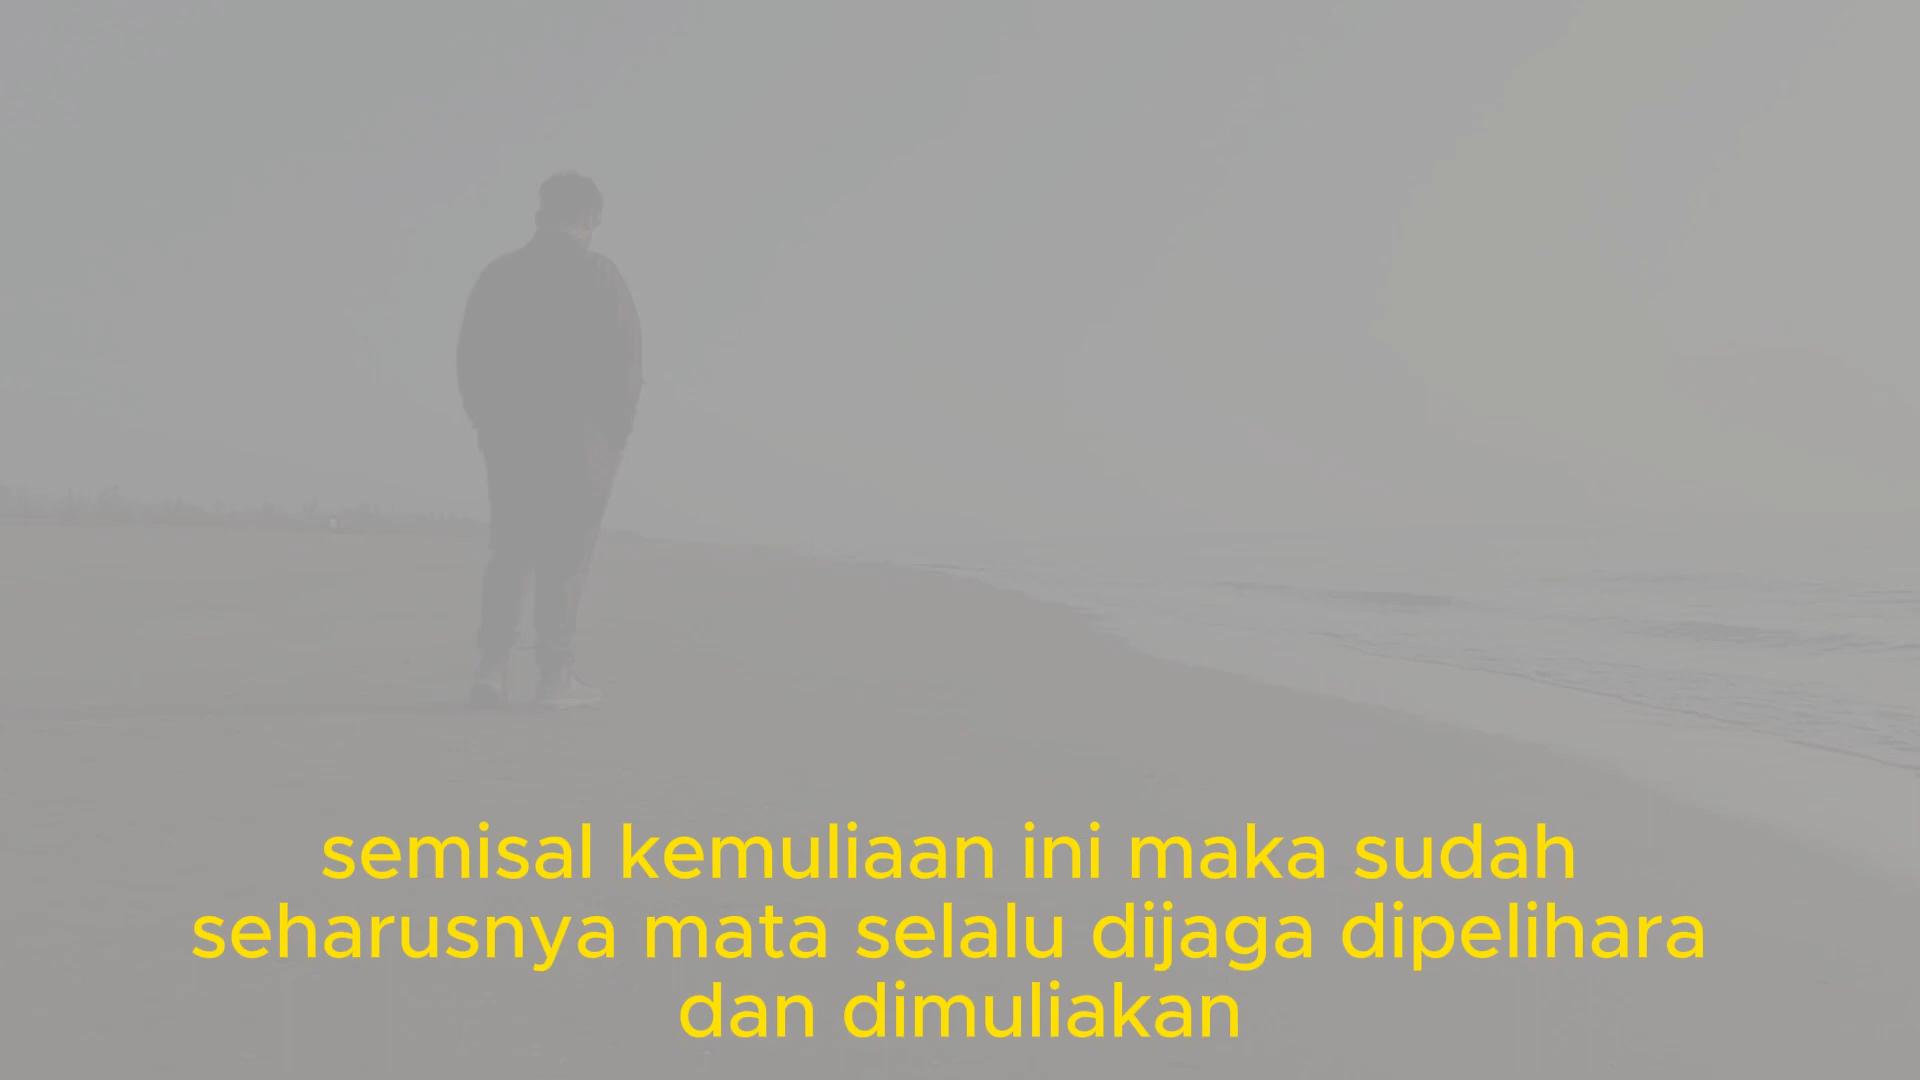 semisal kemuliaan ini maka sudah
seharusnya mata selalu dijaga dipelihara
dan dimuliakan